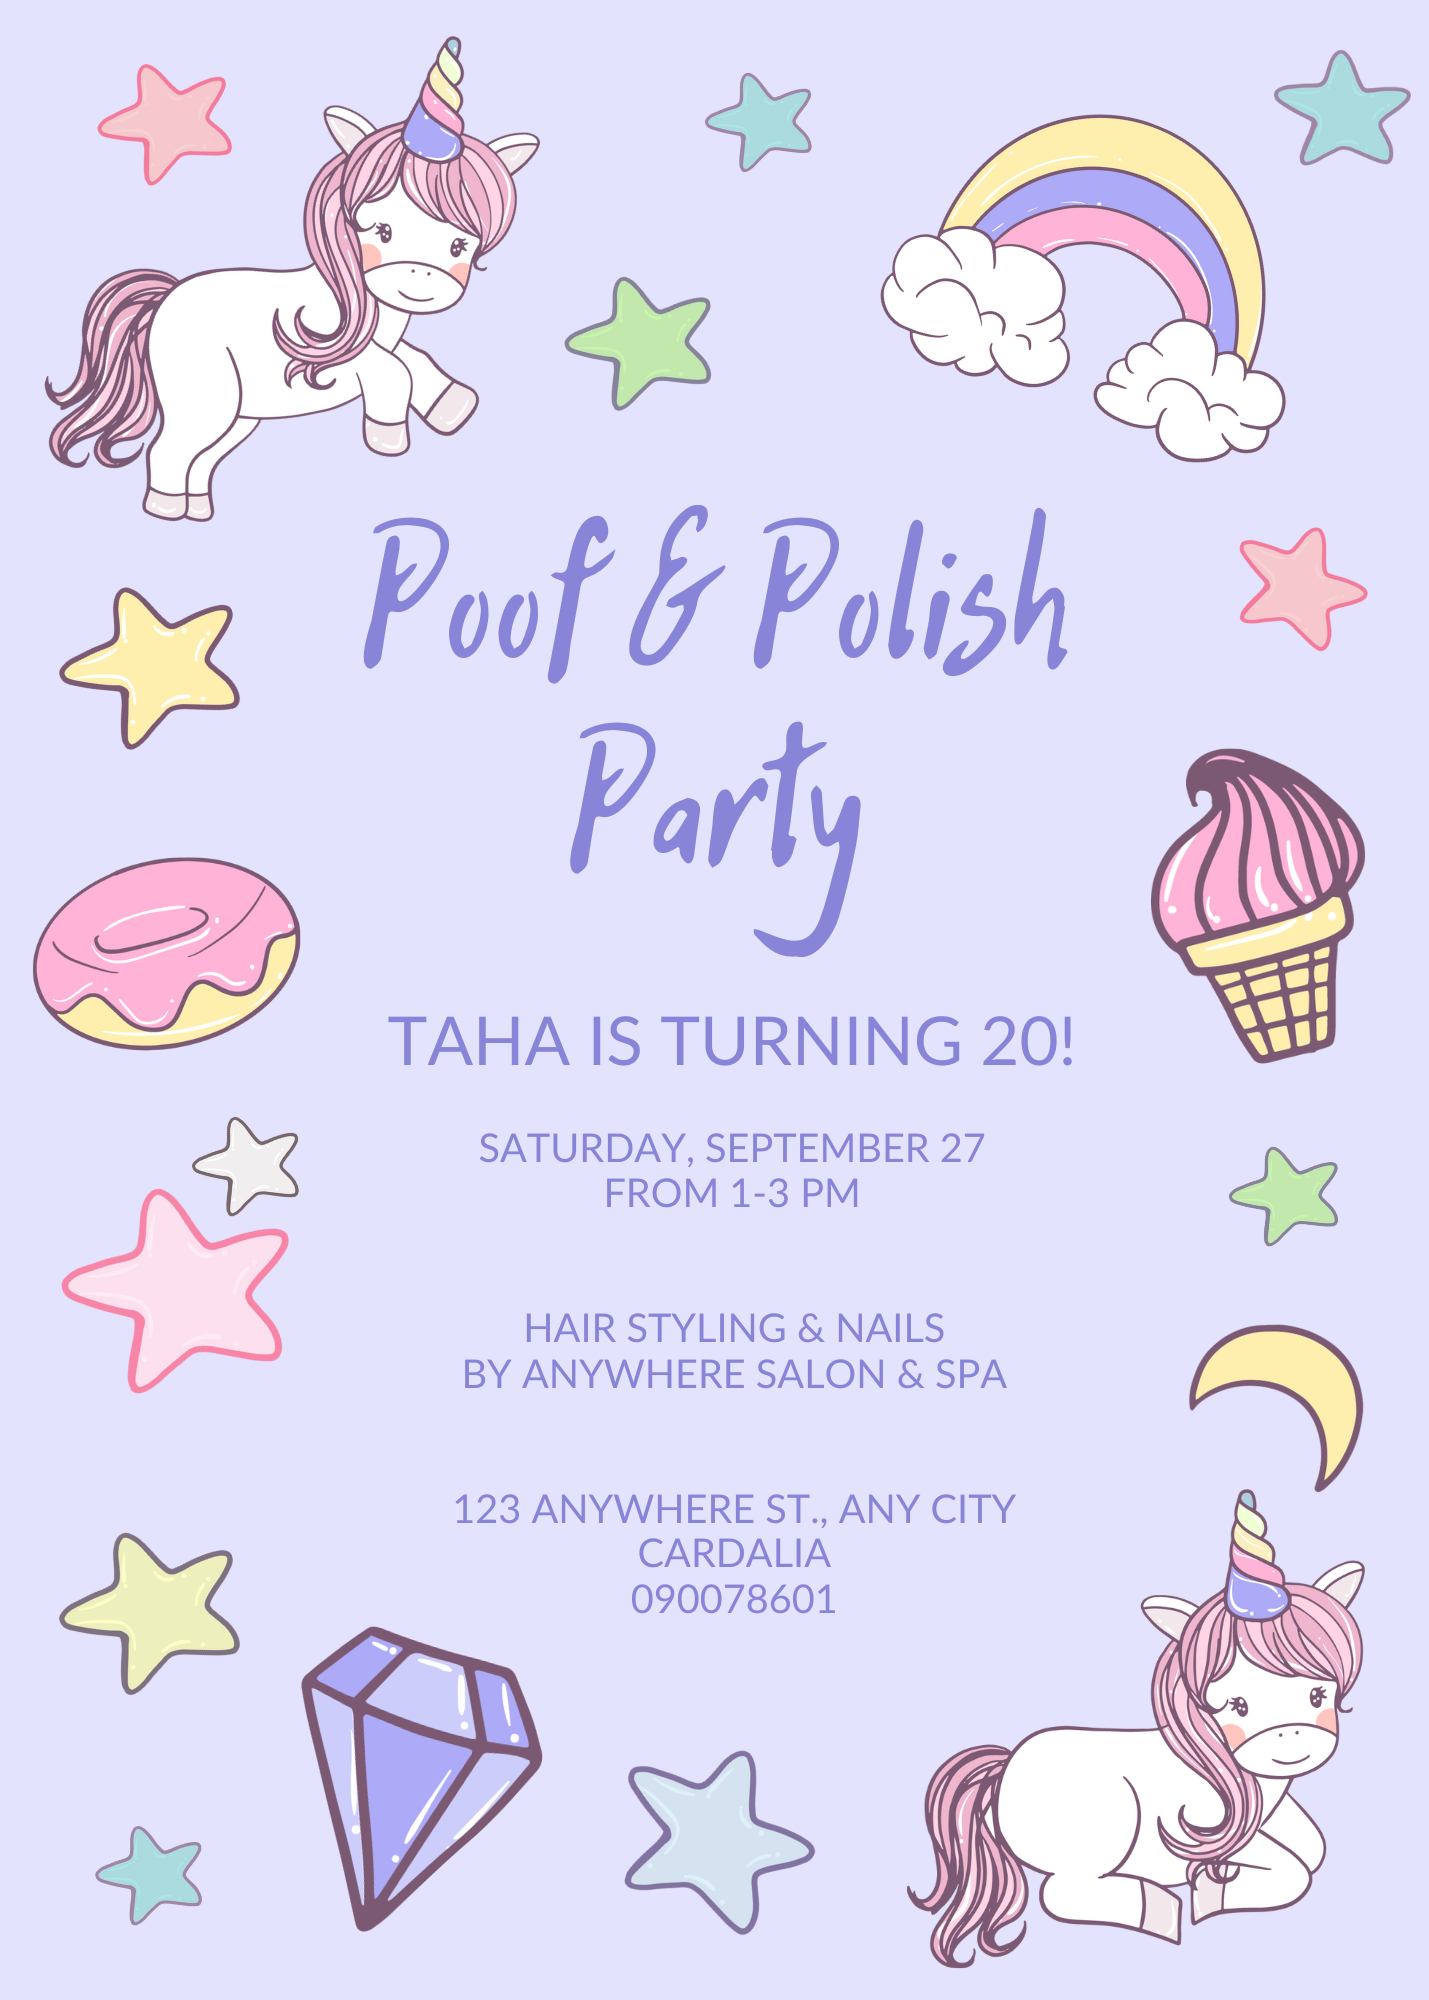 Poof & Polish
Party
TAHA IS TURNING 20!
SATURDAY, SEPTEMBER 27
FROM 1-3 PM
HAIR STYLING & NAILS
BY ANYWHERE SALON & SPA
123 ANYWHERE ST., ANY CITY
CARDALIA
090078601